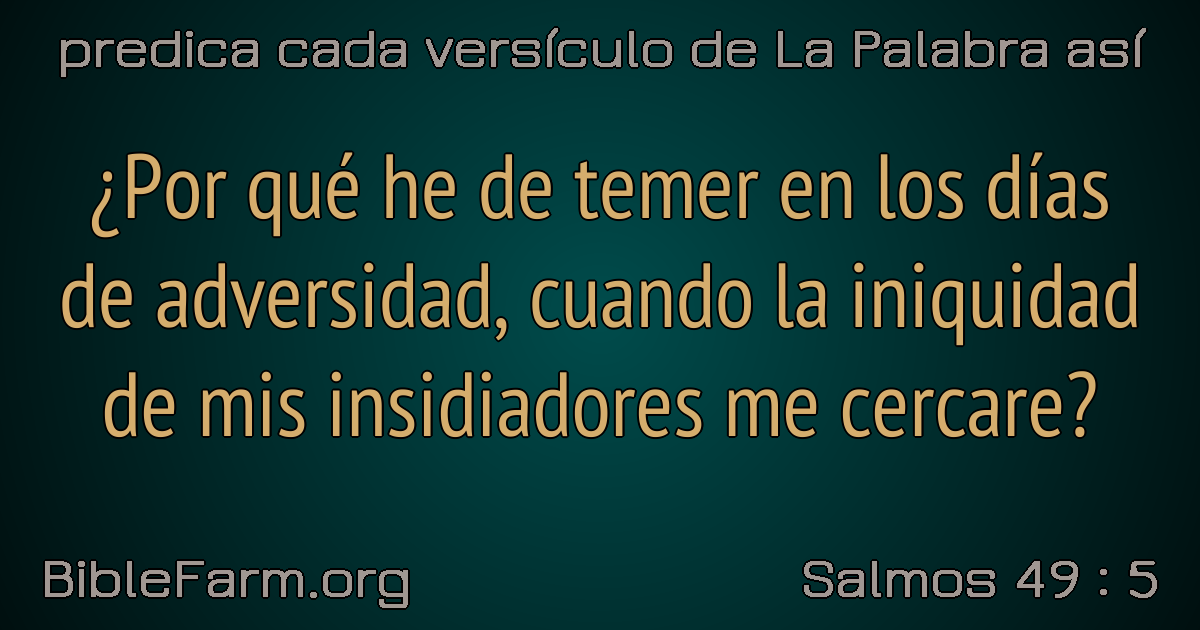 predica cada versículo de La Palabra así
¿Por qué he de temer en los días
de adversidad, cuando la iniquidad
de mis insidiadores me cercare?
BibleFarm.org
Salmos 49 : 5